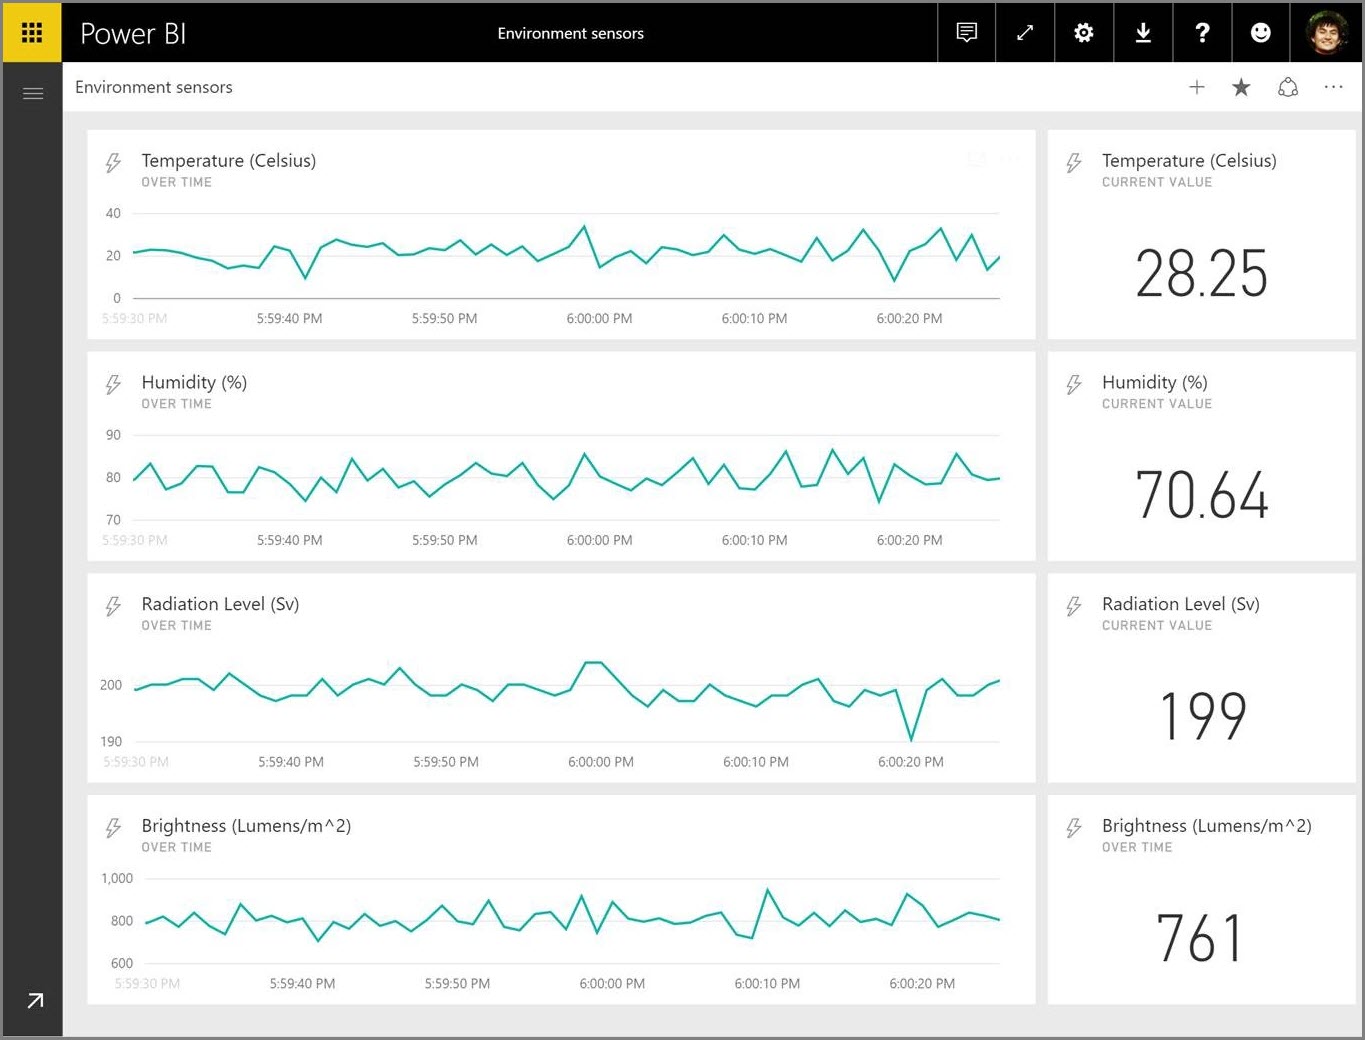 Power BI
Environment sensors
?
Environment sensors
Temperature (Celsius)
OVER TIME
40
20
0
5:59:30 PM 5:59:40 PM 5:59:50 PM 6:00:00 PM 6:00:10 PM 6:00:20 PM
Temperature (Celsius)
CURRENT VALUE
28.25
Humidity (%)
OVER TIME
90
80
70
5:59:30 PM 5:59:40 PM 5:59:50 PM 6:00:00 PM 6:00:10 PM 6:00:20 PM
Humidity (%)
CURRENT VALUE
70.64
Radiation Level (Sv)
OVER TIME
200
190
5:59:30 PM 5:59:40 PM 5:59:50 PM 6:00:00 PM 6:00:10 PM 6:00:20 PM
Radiation Level (Sv)
CURRENT VALUE
199
Brightness (Lumens/m^2)
OVER TIME
1,000
800
600
5:59:30 PM 5:59:40 PM 5:59:50 PM 6:00:00 PM 6:00:10 PM 6:00:20 PM
Brightness (Lumens/m^2)
OVER TIME
761